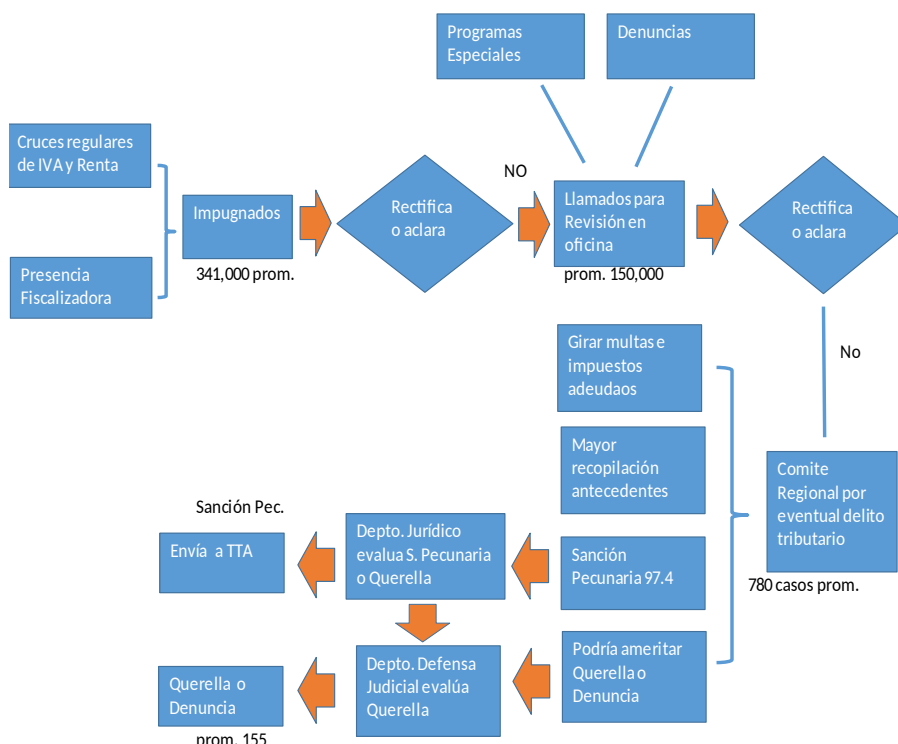 Programas
Especiales
Denuncias
Cruces regulares
de IVA y Renta
Presencia
Fiscalizadora
Impugnados
341,000 prom.
Rectifica
o aclara
NO
Llamados para
Revisión en
oficina
prom. 150,000
Rectifica
o aclara
No
Girar multas e
impuestos
adeudaos
Mayor
recopilación
antecedentes
Comite
Regional por
eventual delito
tributario
780 casos prom.
Sanción Pec.
Envía a TTA
Depto. Jurídico
evalua S. Pecunaria
o Querella
Sanción
Pecunaria 97.4
Querella o
Denuncia
prom. 155
Depto. Defensa
Judicial evalúa
Querella
Podría ameritar
Querella o
Denuncia